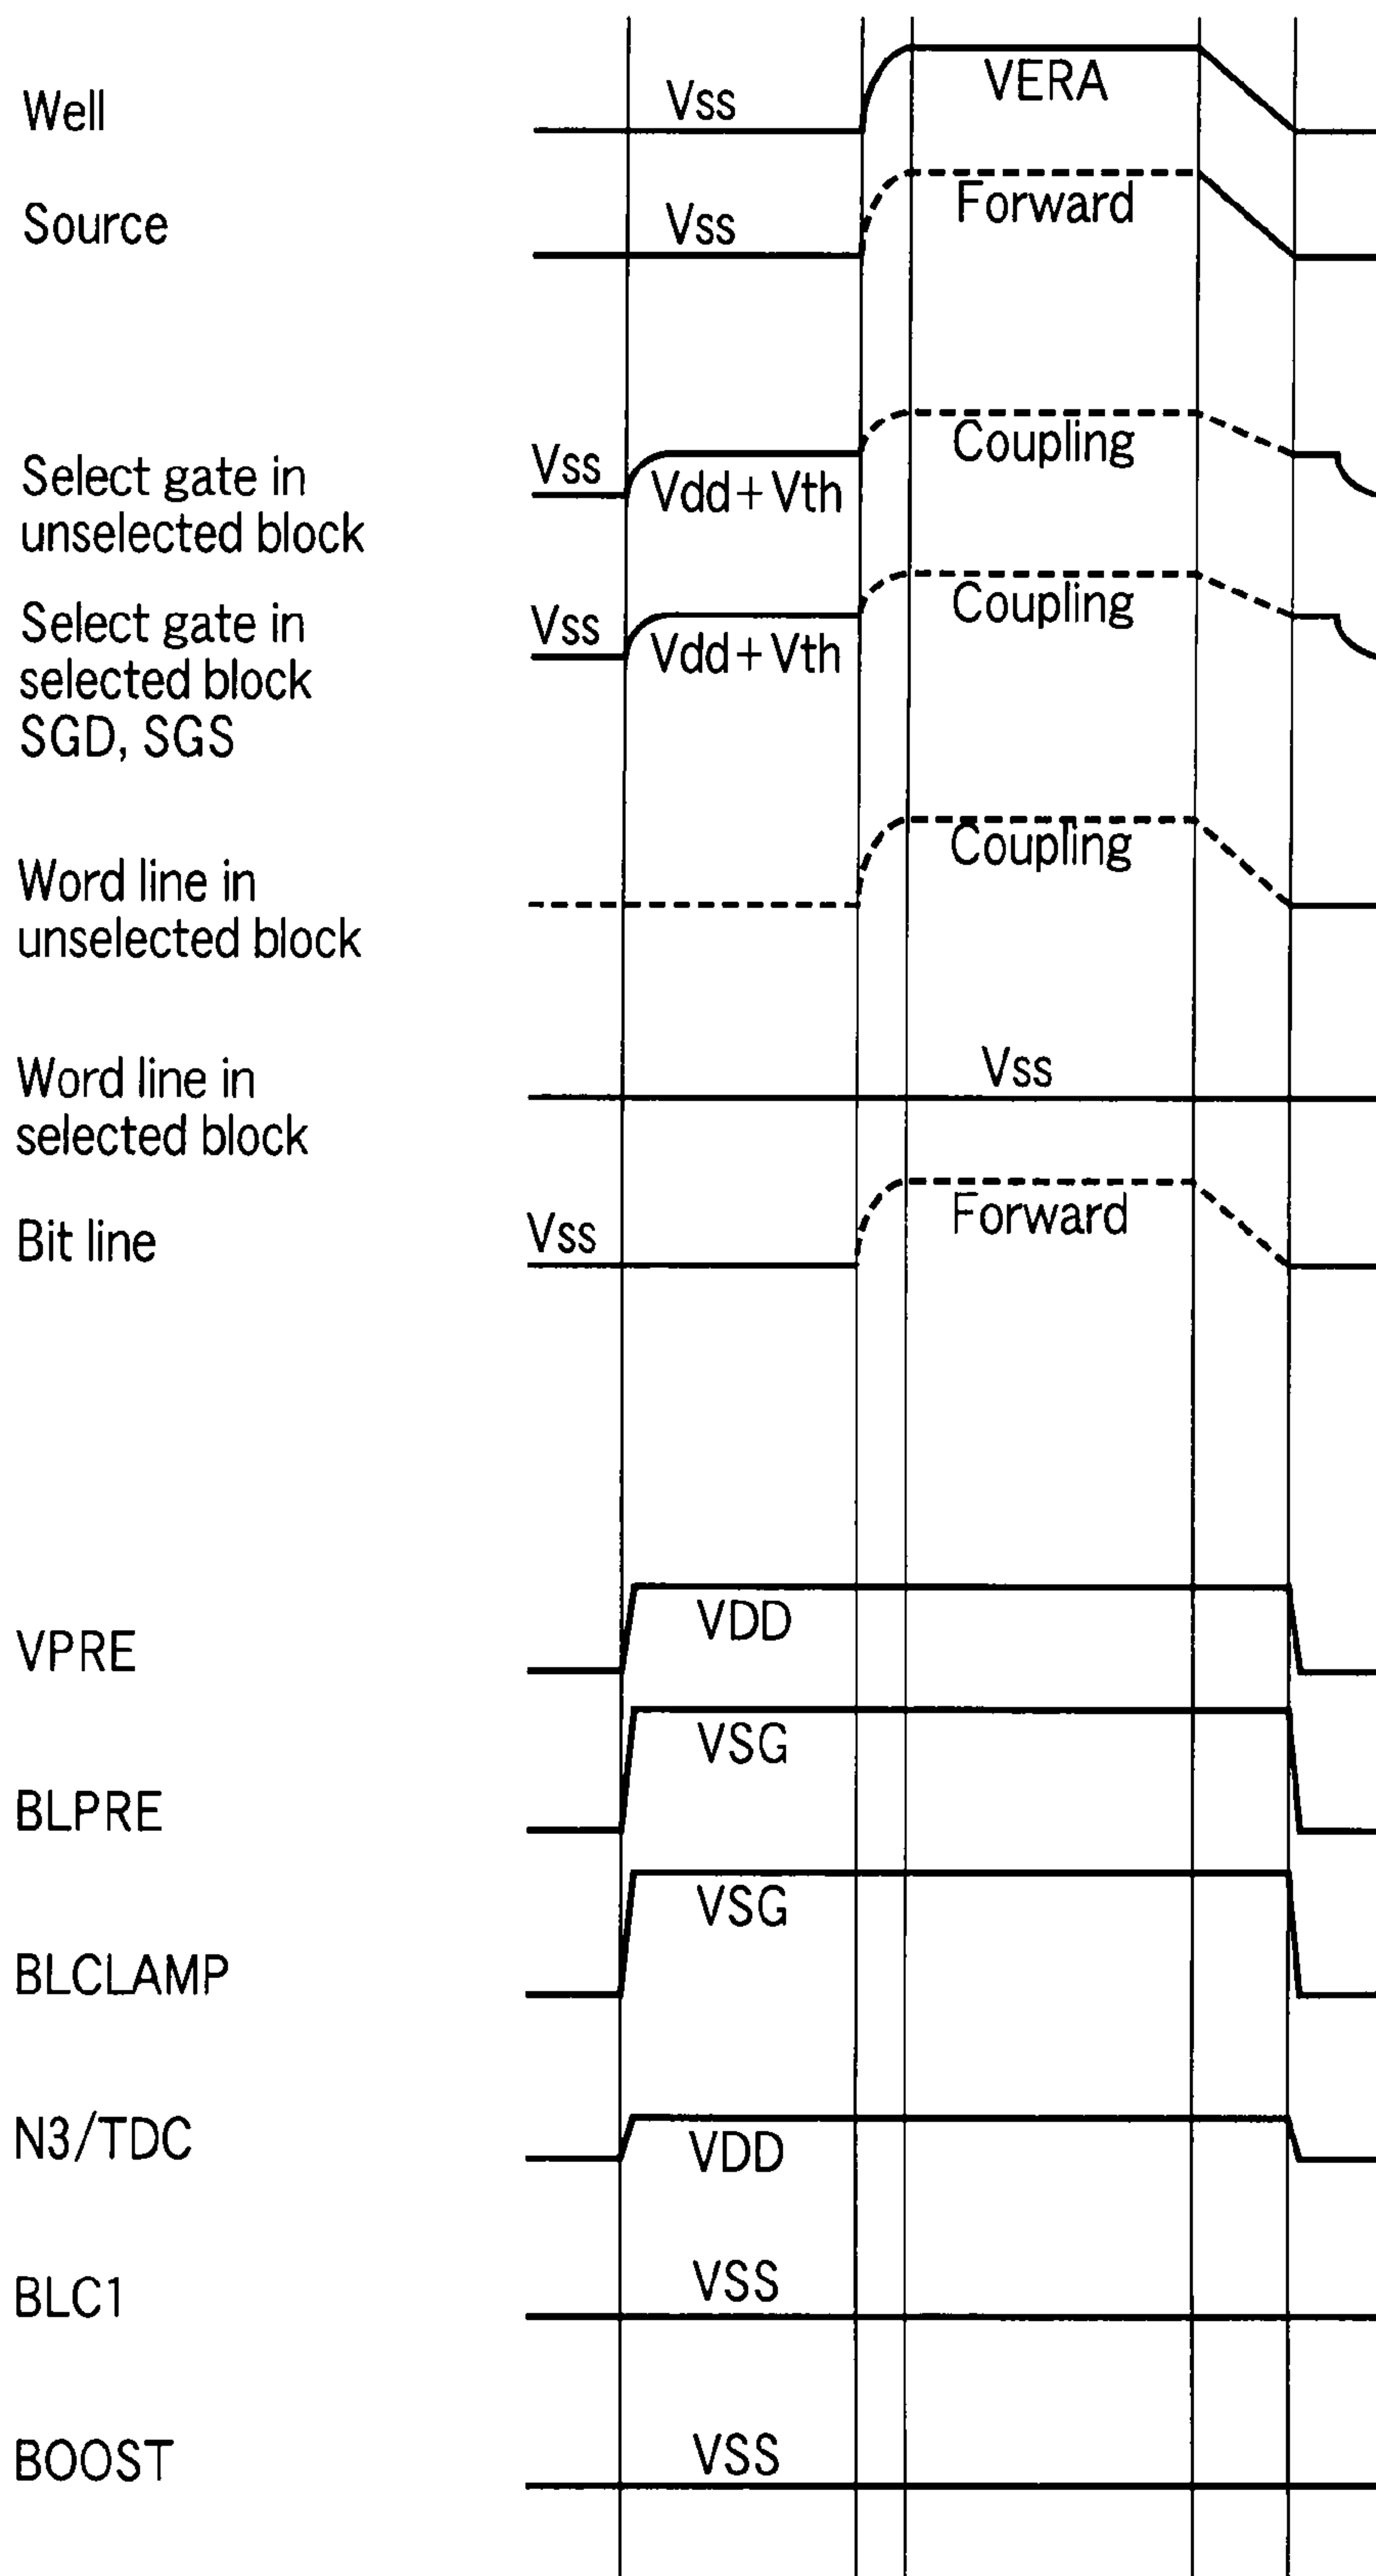 VERA
Vss
Well
Forward
Vss
Source
Coupling
Vss
Vdd+Vth
Select gate in
unselected block
Coupling
Vss
Vdd+Vth
Select gate in
selected block
SGD, SGS
Coupling
Word line in
unselected block
Vss
Word line in
selected block
Forward
Vss
Bit line
VDD
VPRE
VSG
BLPRE
VSG
BLCLAMP
VDD
N3/TDC
VSS
BLC1
VSS
BOOST